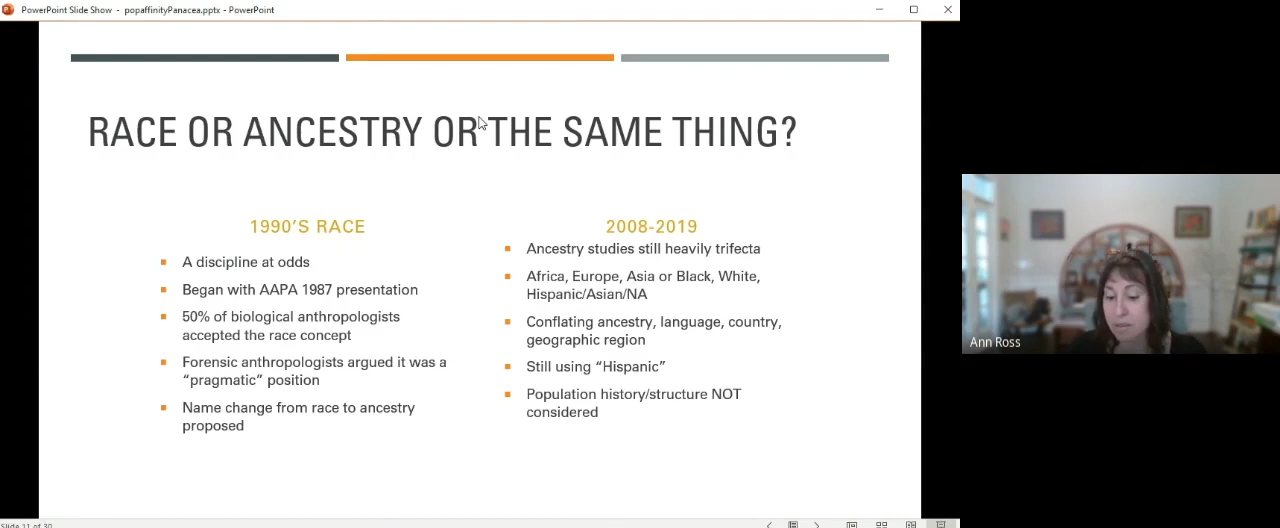 PowerPoint Slide Show - popaffinityPanacea.pptx - PowerPoint
RACE OR ANCESTRY OR THE SAME THING?
1990'S RACE
A discipline at odds
Began with AAPA 1987 presentation
50% of biological anthropologists
accepted the race concept
Forensic anthropologists argued it was a
"pragmatic" position
Name change from race to ancestry
proposed
2008-2019
Ancestry studies still heavily trifecta
Africa, Europe, Asia or Black, White,
Hispanic/Asian/NA
Conflating ancestry, language, country,
geographic region
Still using "Hispanic"
Population history/structure NOT
considered
Ann Ross
Slide 11 of 30